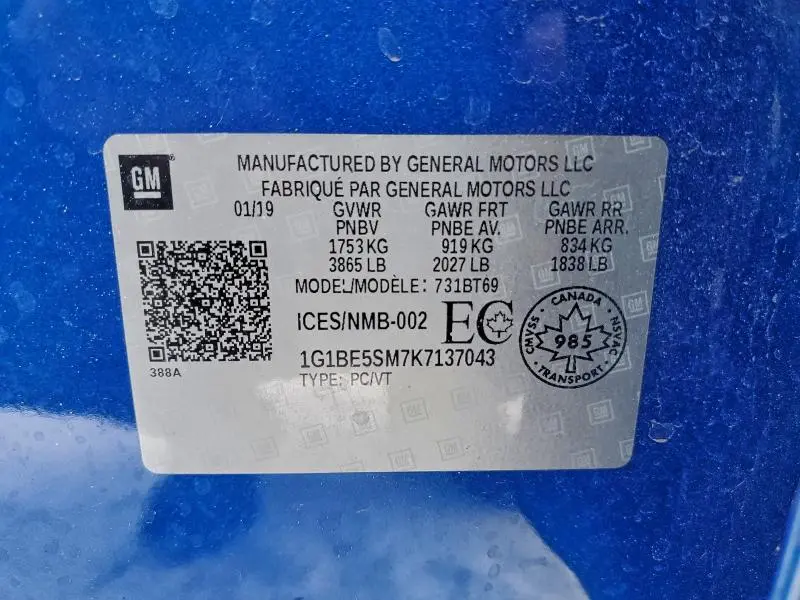 GM
MANUFACTURED BY GENERAL MOTORS LLC
FABRIQUÉ PAR GENERAL MOTORS LLC
01/19 GVWR GAWR FRT GAWR RR
PNBV PNBE AV. PNBE ARR.
1753 KG 919 KG 834 KG
3865 LB 2027 LB 1838 LB
MODEL/MODÈLE: 731BT69
ICES/NMB-002 EC
1G1BE5SM7K7137043
TYPE: PC/VT
388A
CANADA
CMVSS 985 NSVAC
TRANSPORT